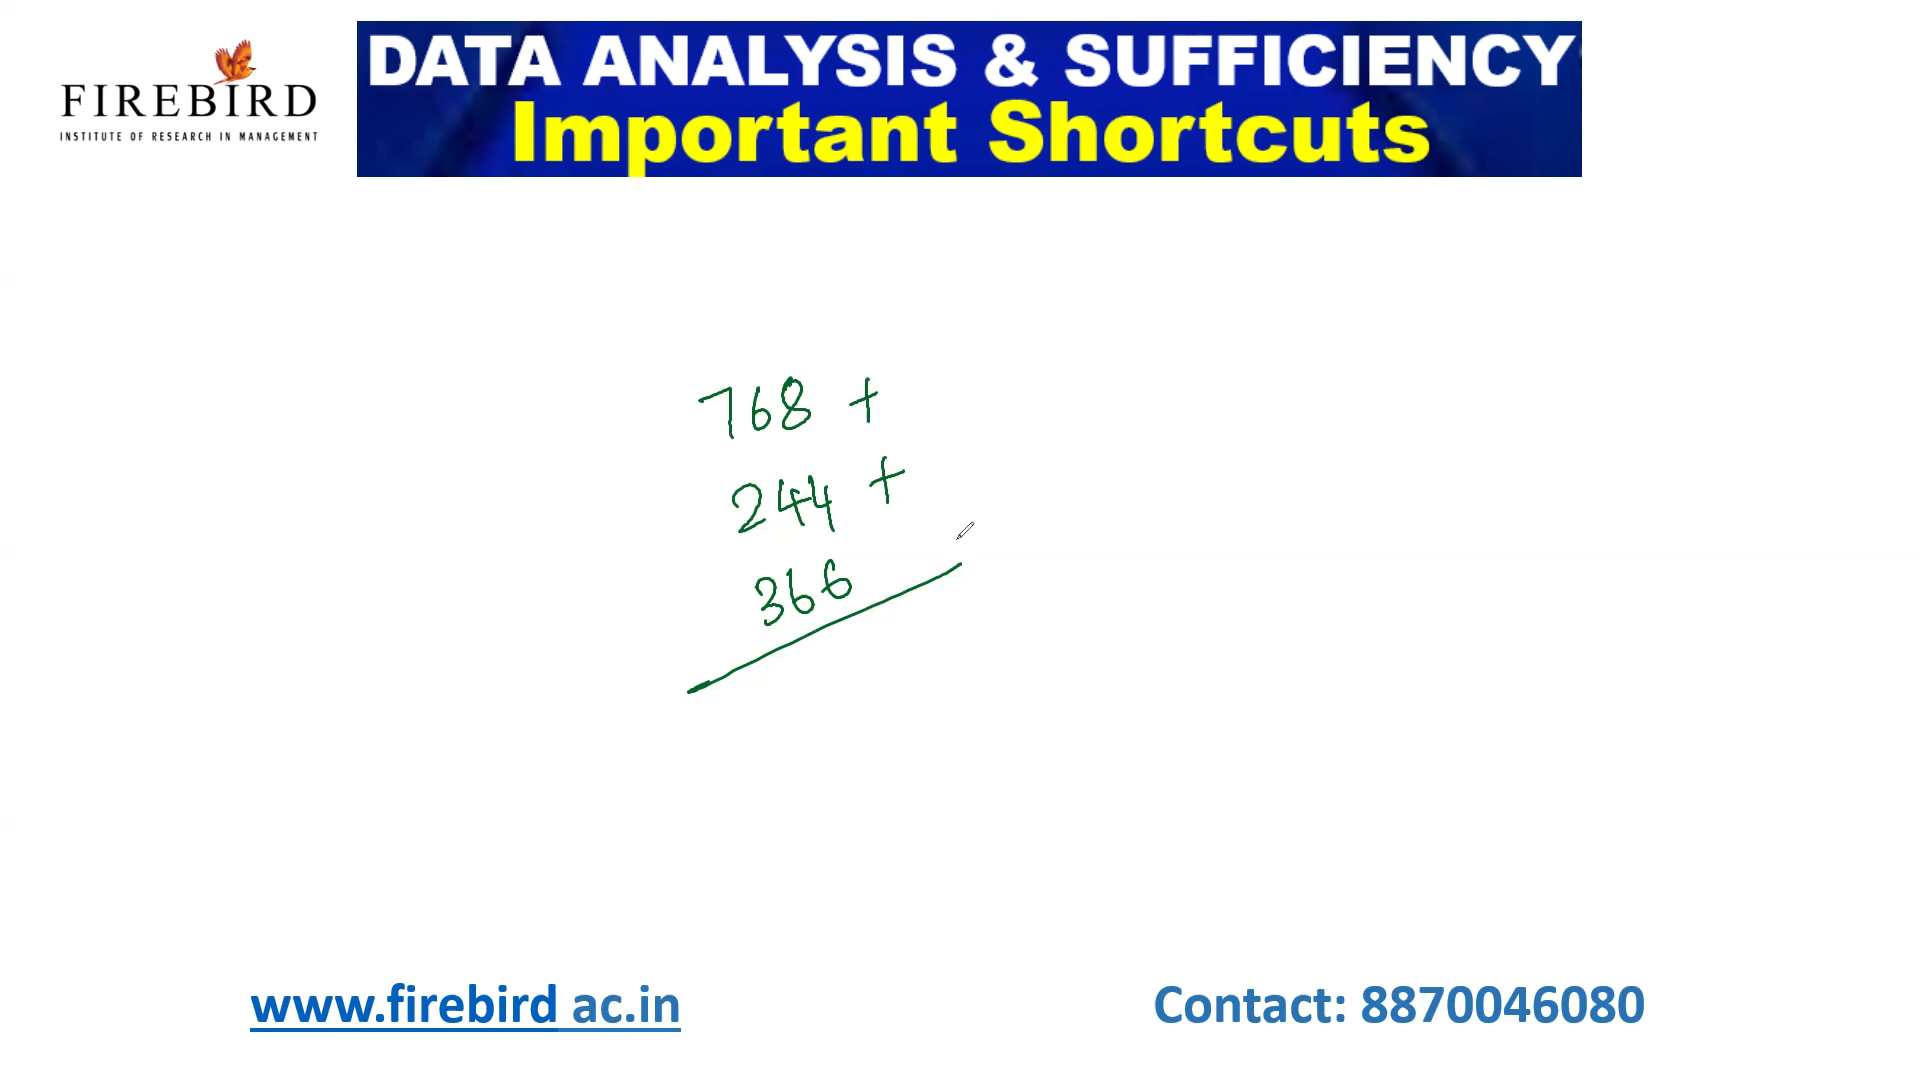 FIREBIRD
INSTITUTE OF RESEARCH IN MANAGEMENT
DATA ANALYSIS & SUFFICIENCY
Important Shortcuts
768 +
244 +
366
www.firebird ac.in
Contact: 8870046080